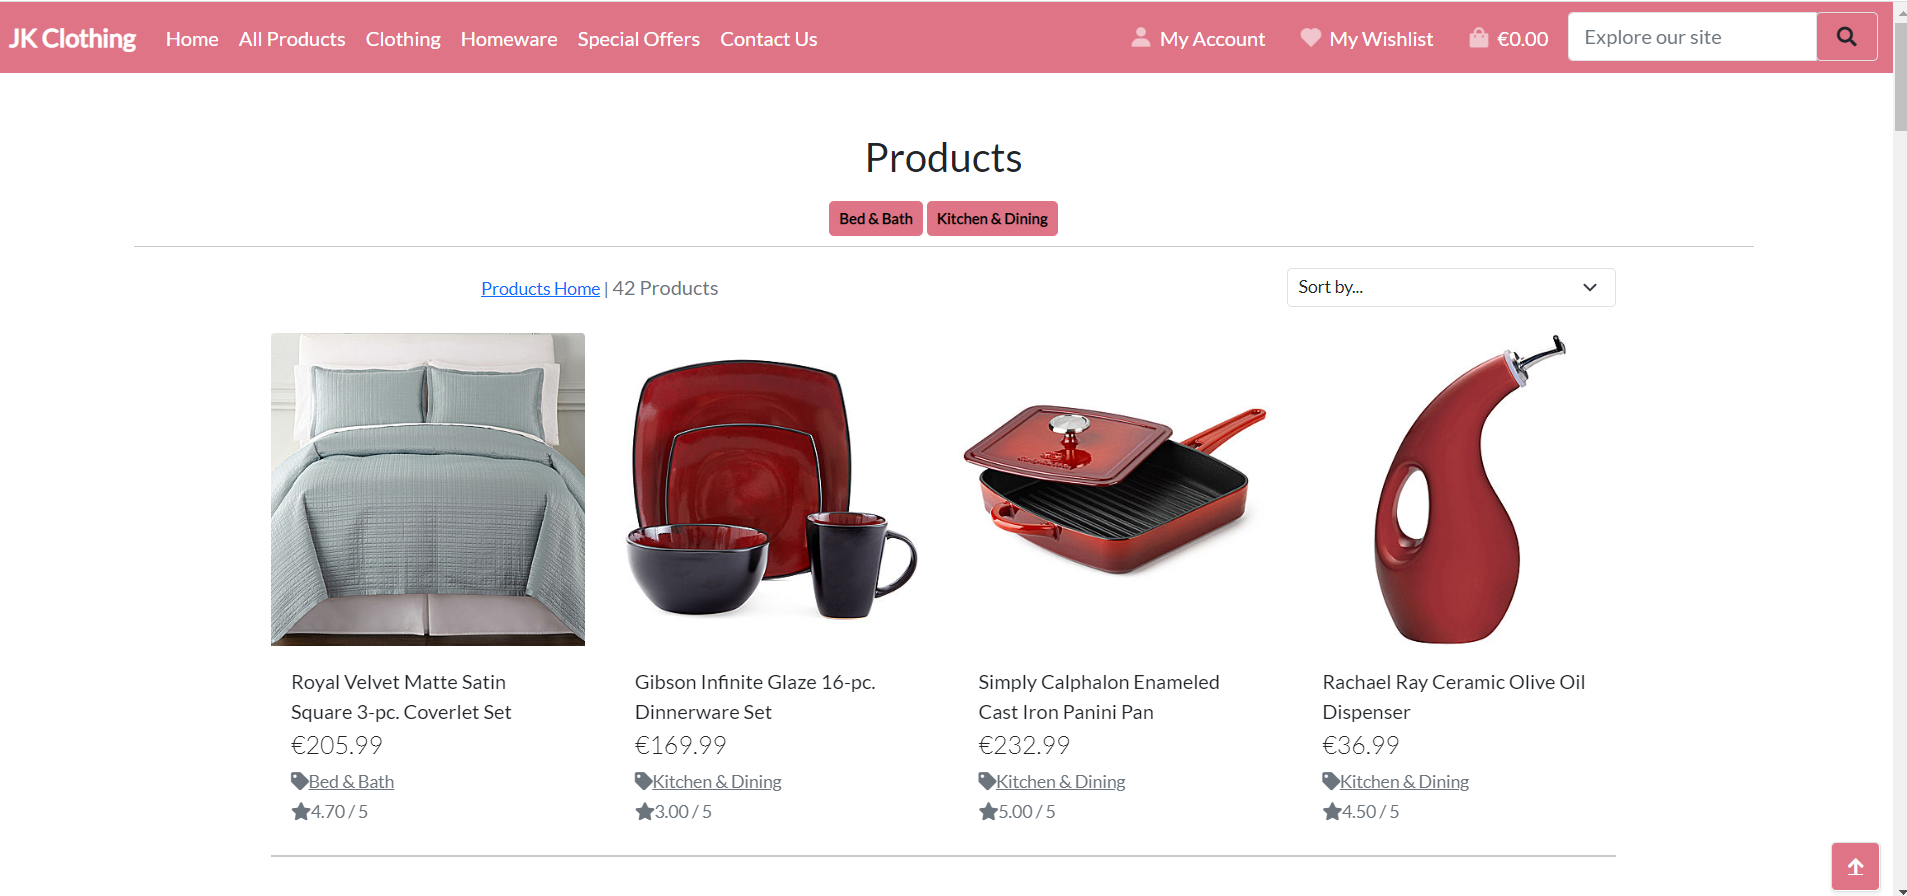 JK Clothing Home All Products Clothing Homeware Special Offers Contact Us My Account My Wishlist €0.00 Explore our site
Products
Bed & Bath Kitchen & Dining
Products Home | 42 Products Sort by...
Royal Velvet Matte Satin
Square 3-pc. Coverlet Set
€205.99
Bed & Bath
4.70 / 5
Gibson Infinite Glaze 16-pc.
Dinnerware Set
€169.99
Kitchen & Dining
3.00 / 5
Simply Calphalon Enameled
Cast Iron Panini Pan
€232.99
Kitchen & Dining
5.00 / 5
Rachael Ray Ceramic Olive Oil
Dispenser
€36.99
Kitchen & Dining
4.50 / 5